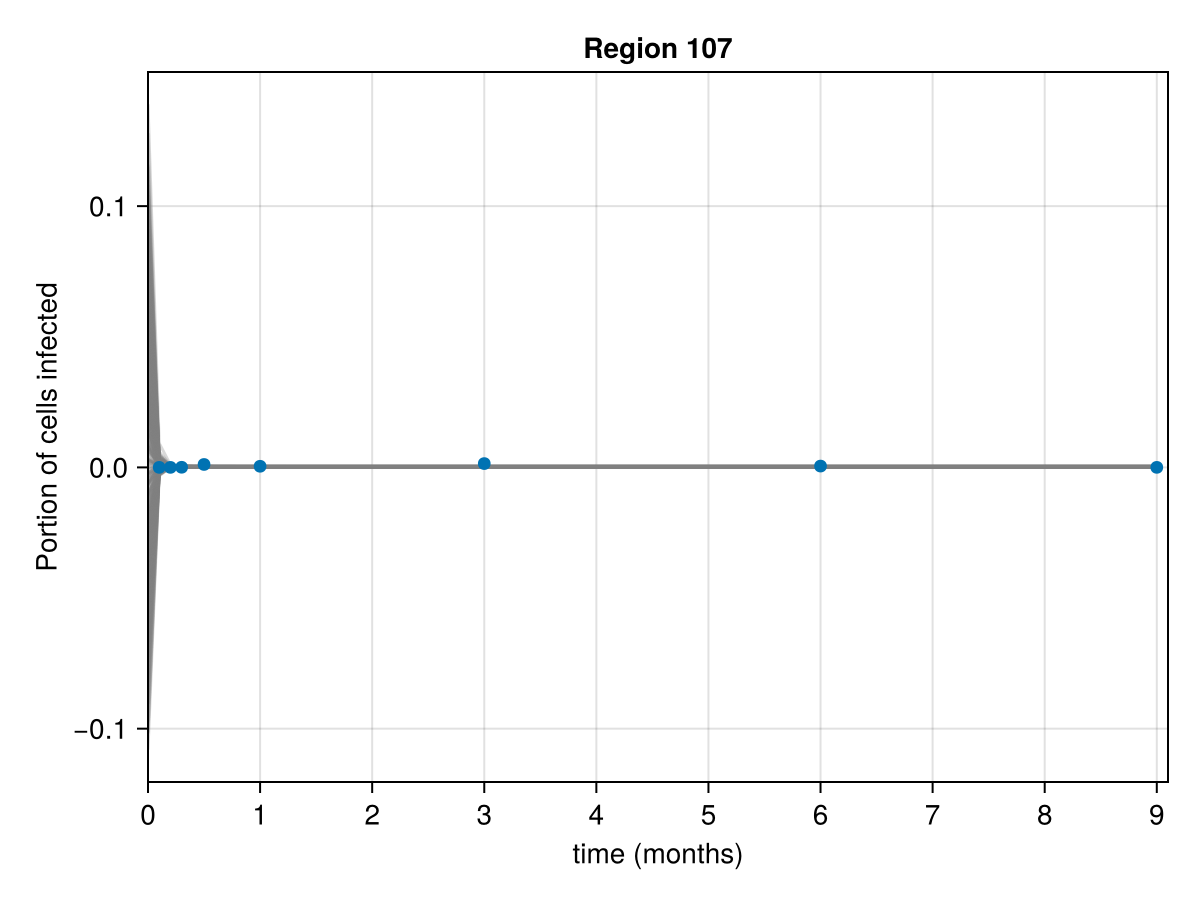 Region 107
Portion of cells infected
0.1
0.0
−0.1
0 1 2 3 4 5 6 7 8 9
time (months)